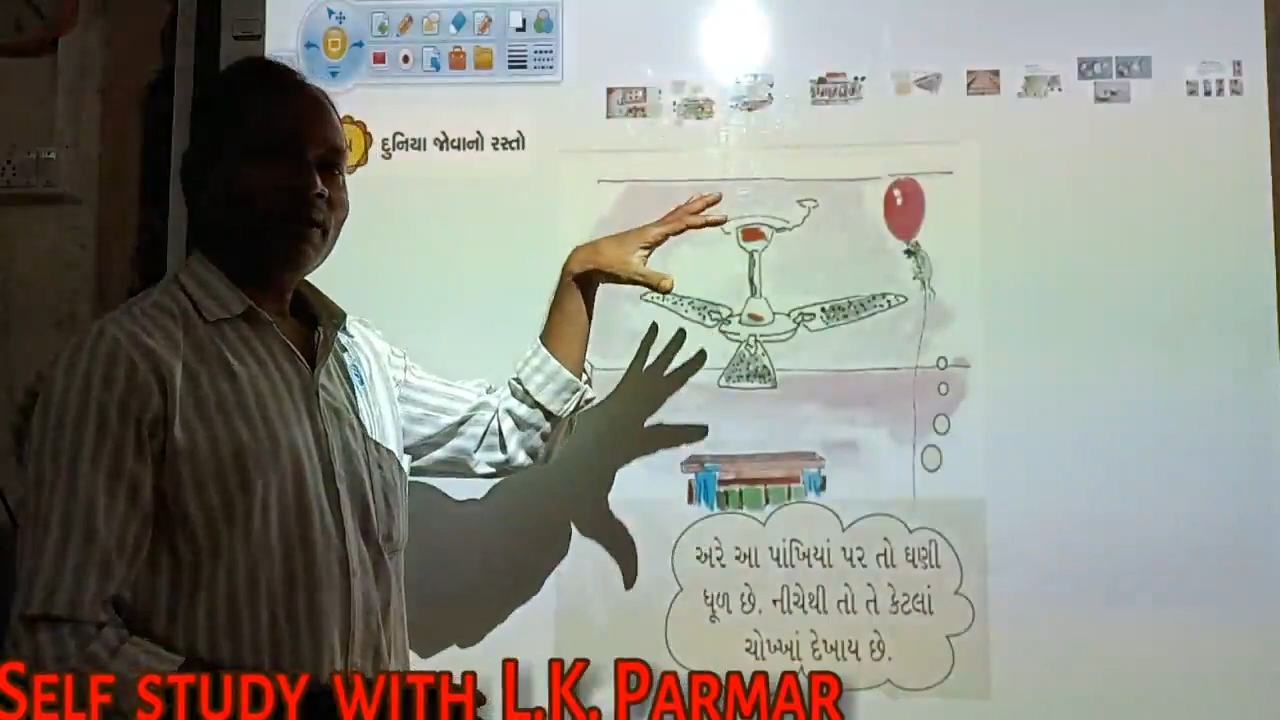 દુનિયા જોવાનો રસ્તો
અરે આ પાંખિયાં પર તો ઘણી
ધૂળ છે. નીચેથી તો તે કેટલાં
ચોખ્ખાં દેખાય છે.
SELF STUDY WITH L.K. PARMAR